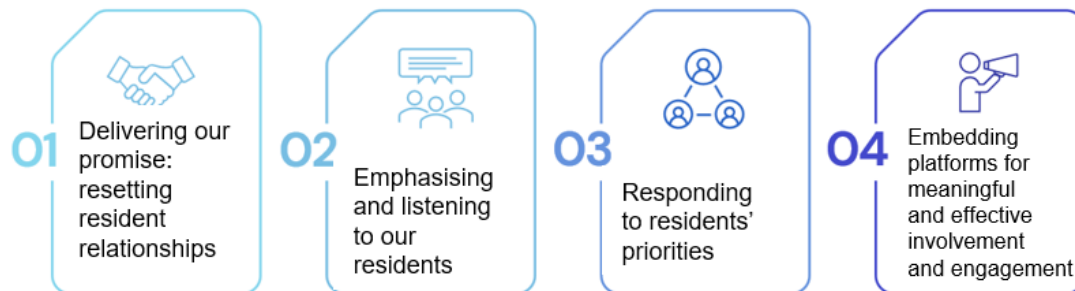 01
Delivering our
promise:
resetting
resident
relationships
02
Emphasising
and listening
to our
residents
03
Responding
to residents’
priorities
04
Embedding
platforms for
meaningful
and effective
involvement
and engagement